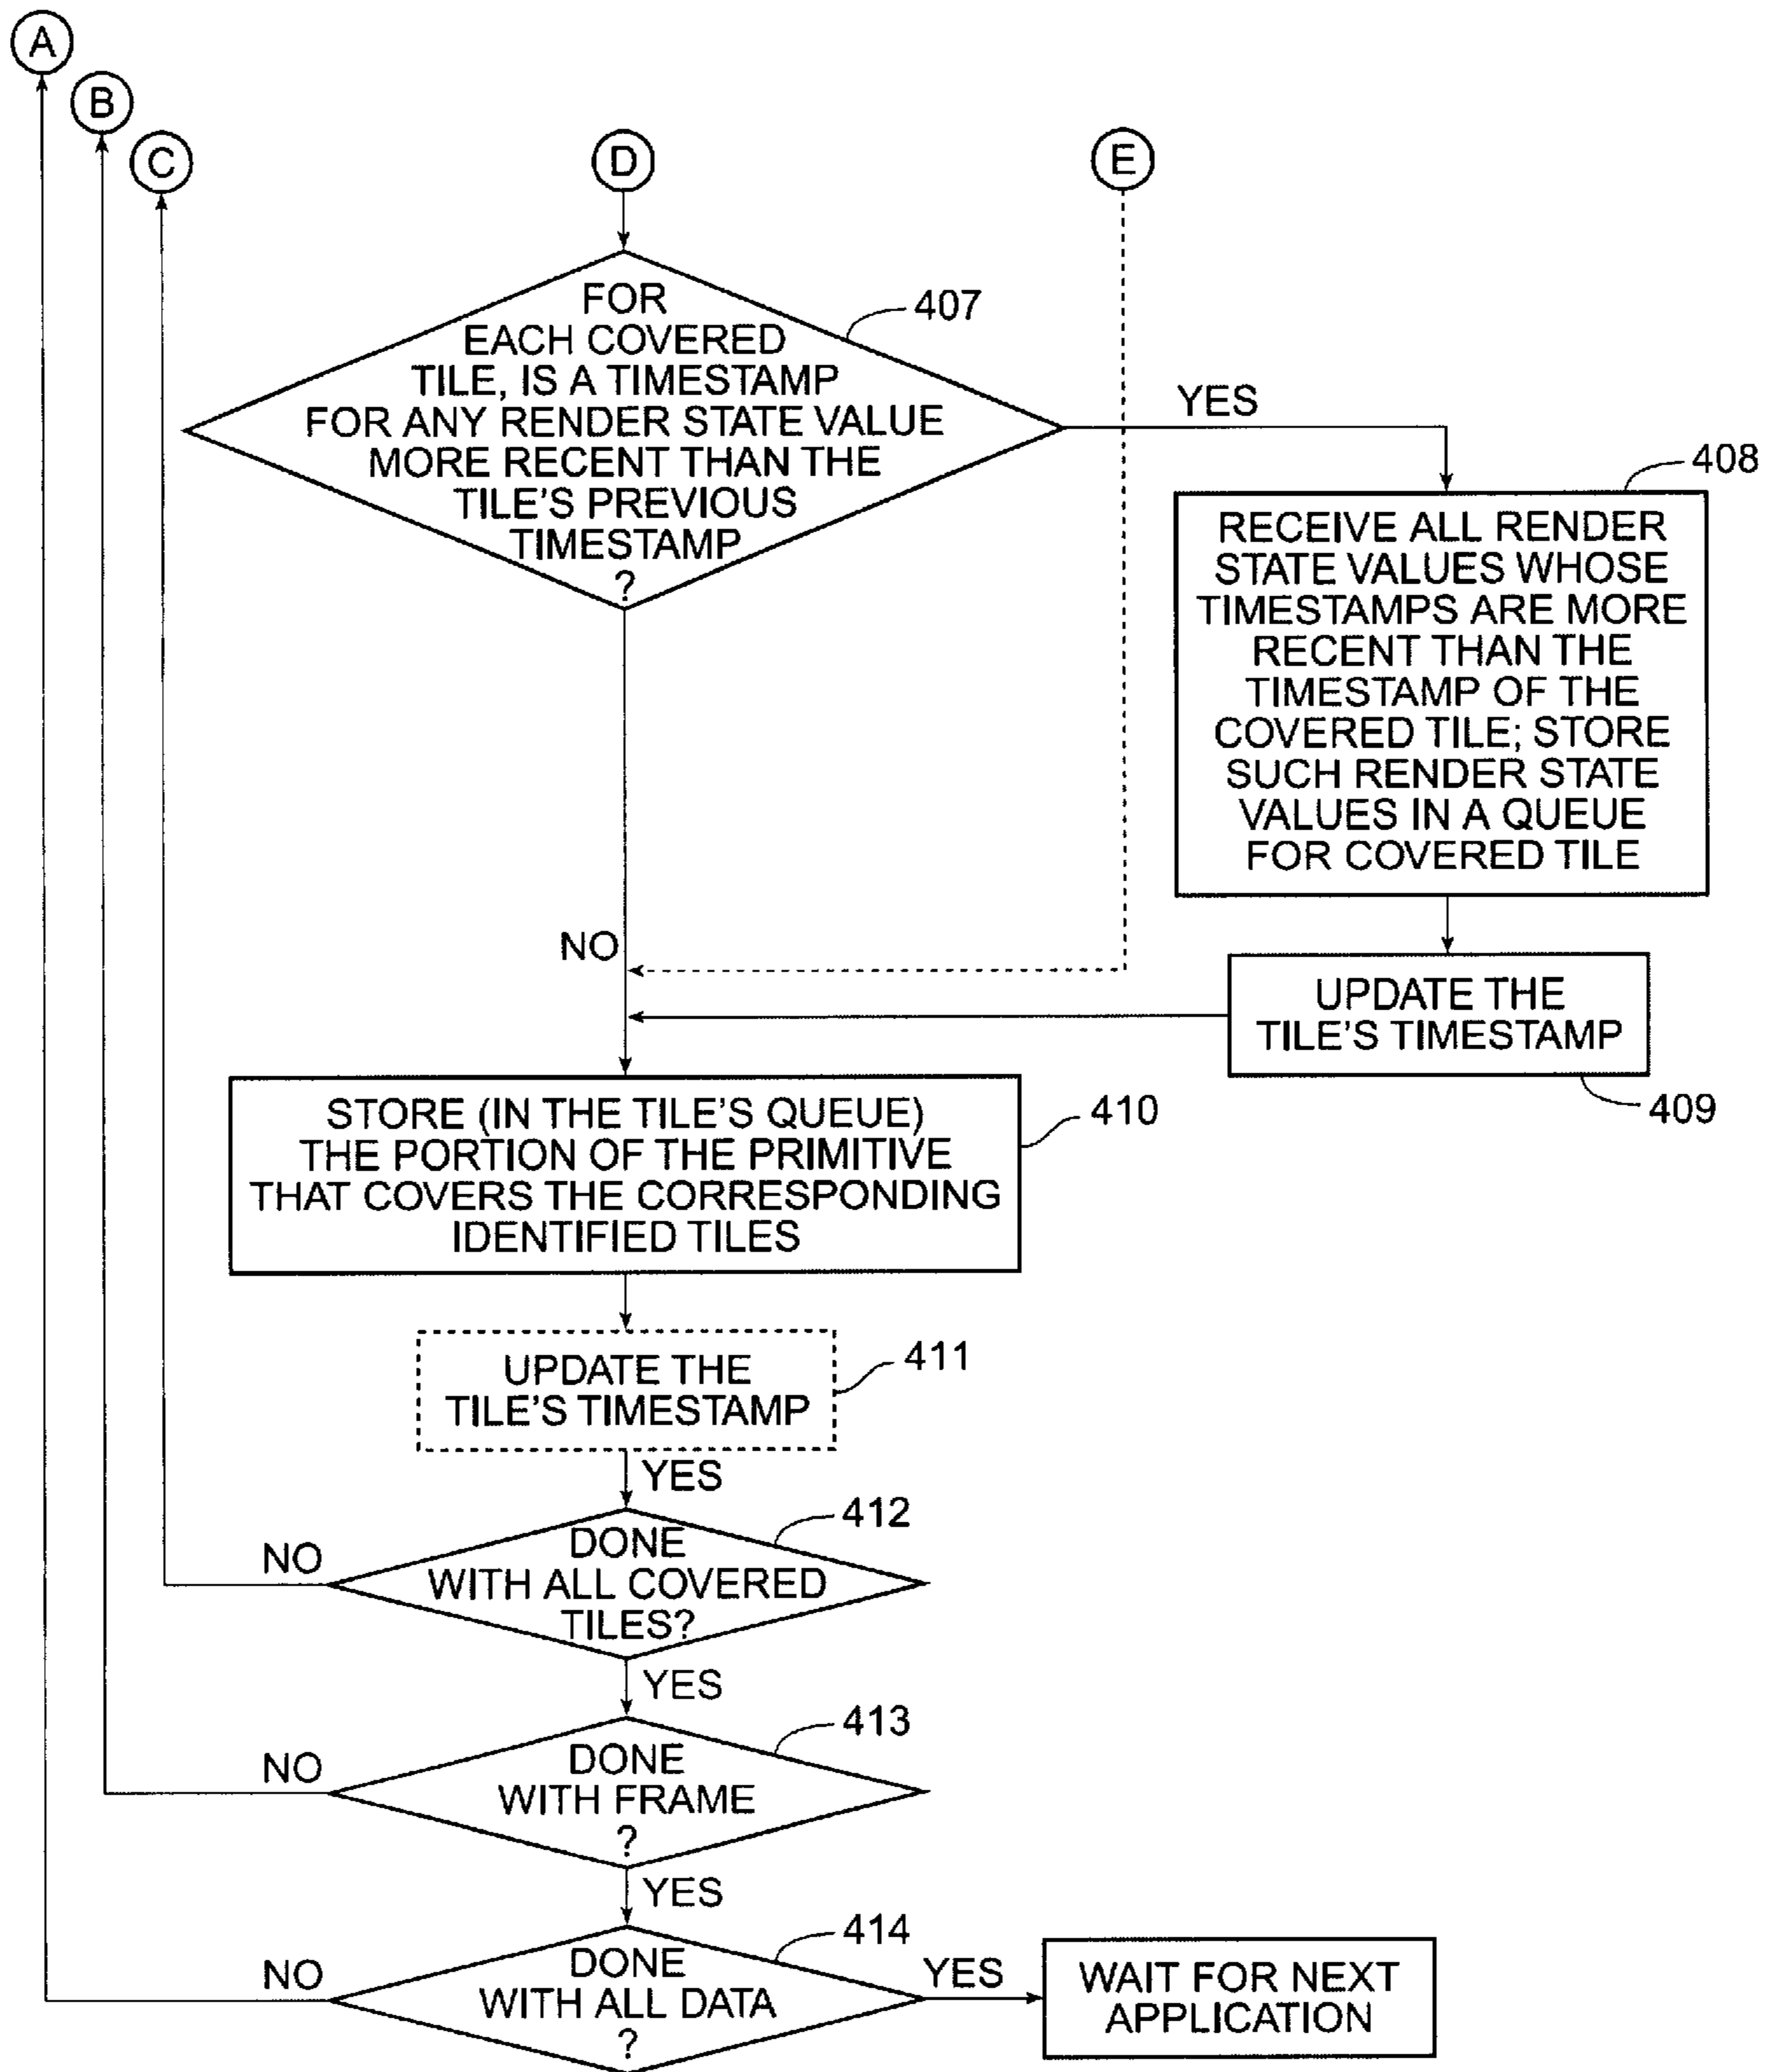 A
B
C
D
E
FOR
EACH COVERED
TILE, IS A TIMESTAMP
FOR ANY RENDER STATE VALUE
MORE RECENT THAN THE
TILE'S PREVIOUS
TIMESTAMP
?
407
YES
408
RECEIVE ALL RENDER
STATE VALUES WHOSE
TIMESTAMPS ARE MORE
RECENT THAN THE
TIMESTAMP OF THE
COVERED TILE; STORE
SUCH RENDER STATE
VALUES IN A QUEUE
FOR COVERED TILE
NO
UPDATE THE
TILE'S TIMESTAMP
409
STORE (IN THE TILE'S QUEUE)
THE PORTION OF THE PRIMITIVE
THAT COVERS THE CORRESPONDING
IDENTIFIED TILES
410
UPDATE THE
TILE'S TIMESTAMP
411
YES
412
NO
DONE
WITH ALL COVERED
TILES?
YES
413
NO
DONE
WITH FRAME
?
YES
414
NO
DONE
WITH ALL DATA
?
YES
WAIT FOR NEXT
APPLICATION